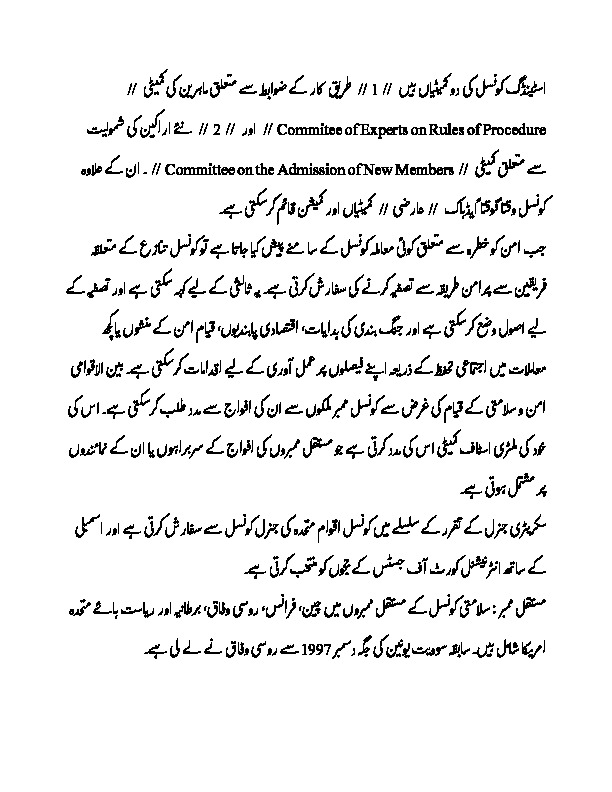 اسٹینڈنگ کونسل کی دو کمیٹیاں ہیں // 1 // طریق کار کے ضوابط سے متعلق ماہرین کی کمیٹی //
Commitee of Experts on Rules of Procedure // اور // 2 // نئے اراکین کی شمولیت
سے متعلق کمیٹی // Committee on the Admission of New Members // ۔ ان کے علاوہ
کونسل وقتاً فوقتاً ایڈہاک // عارضی // کمیٹیاں اور کمیشن قائم کرسکتی ہے۔
جب امن کو خطرہ سے متعلق کوئی معاملہ کونسل کے سامنے پیش کیا جاتا ہے تو کونسل تنازع کے متعلقہ
فریقین سے پرامن طریقہ سے تصفیہ کرنے کی سفارش کرتی ہے۔ یہ ثالثی کے لیے کہہ سکتی ہے اور تصفیہ کے
لیے اصول وضع کرسکتی ہے اور جنگ بندی کی ہدایات، اقتصادی پابندیوں، قیام امن کے منشوں یا کچھ
معاملات میں اجتماعی تحفظ کے ذریعہ اپنے فیصلوں پر عمل آوری کے لیے اقدامات کرسکتی ہے۔ بین الاقوامی
امن و سلامتی کے قیام کی غرض سے کونسل ممبر ملکوں سے ان کی افواج سے مدد طلب کرسکتی ہے۔ اس کی
خود کی ملٹری اسٹاف کمیٹی اس کی مدد کرتی ہے جو مستقل ممبروں کی افواج کے سربراہوں یا ان کے نمائندوں
پر مشتمل ہوتی ہے۔
سکریٹری جنرل کے تقرر کے سلسلے میں کونسل اقوام متحدہ کی جنرل کونسل سے سفارش کرتی ہے اور اسمبلی
کے ساتھ انٹرنیشنل کورٹ آف جسٹس کے ججوں کو منتخب کرتی ہے۔
مستقل ممبر : سلامتی کونسل کے مستقل ممبروں میں چین، فرانس، روسی وفاق، برطانیہ اور ریاست ہائے متحدہ
امریکا شامل ہیں۔ سابقہ سوویت یونین کی جگہ دسمبر 1997 سے روسی وفاق نے لے لی ہے۔